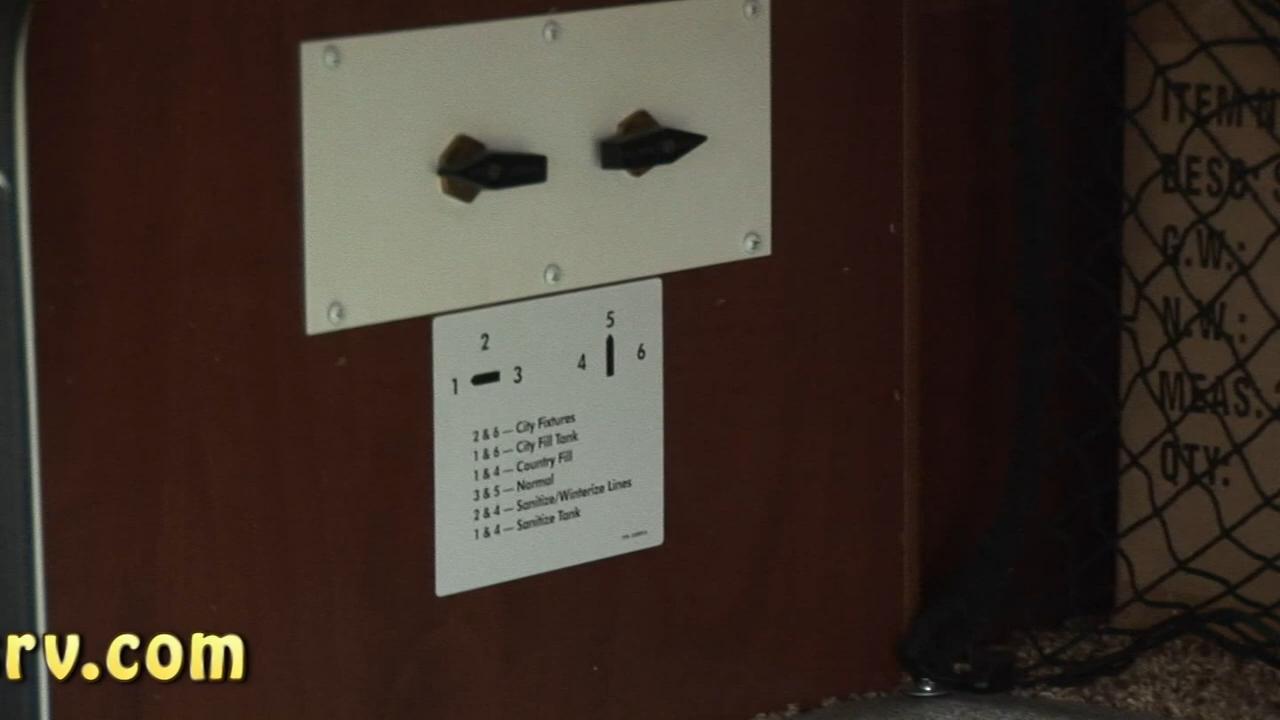 2 5
1 3 4 6
2 & 6 — City Fixtures
1 & 6 — City Fill Tank
1 & 4 — Country Fill
3 & 5 — Normal
2 & 4 — Sanitize/Winterize Lines
1 & 4 — Sanitize Tank
ITEM
DESC:
G.W.:
N.W.:
MEAS.
QTY:
rv.com